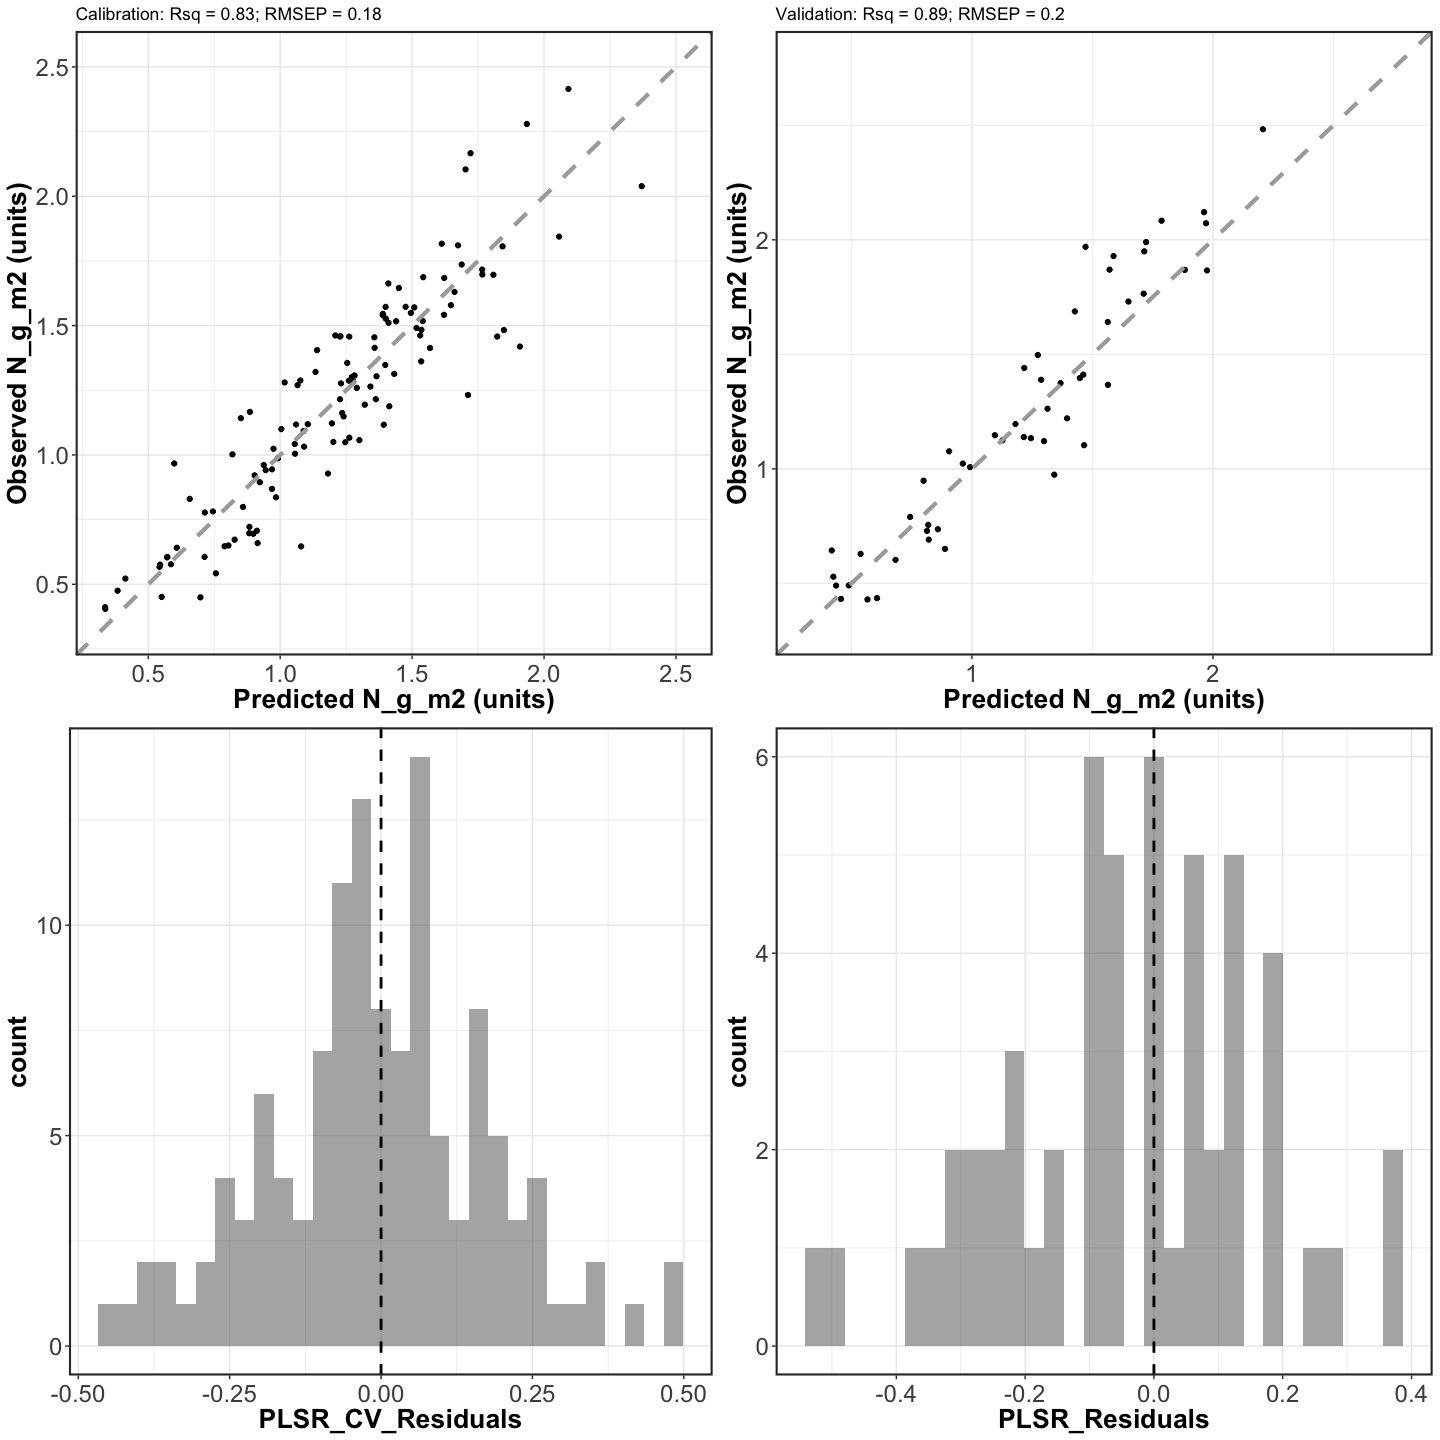 Calibration: Rsq = 0.83; RMSEP = 0.18
Observed N_g_m2 (units)
2.5
2.0
1.5
1.0
0.5
0.5 1.0 1.5 2.0 2.5
Predicted N_g_m2 (units)
Validation: Rsq = 0.89; RMSEP = 0.2
Observed N_g_m2 (units)
2
1
1 2
Predicted N_g_m2 (units)
count
10
5
0
-0.50 -0.25 0.00 0.25 0.50
PLSR_CV_Residuals
count
6
4
2
0
-0.4 -0.2 0.0 0.2 0.4
PLSR_Residuals